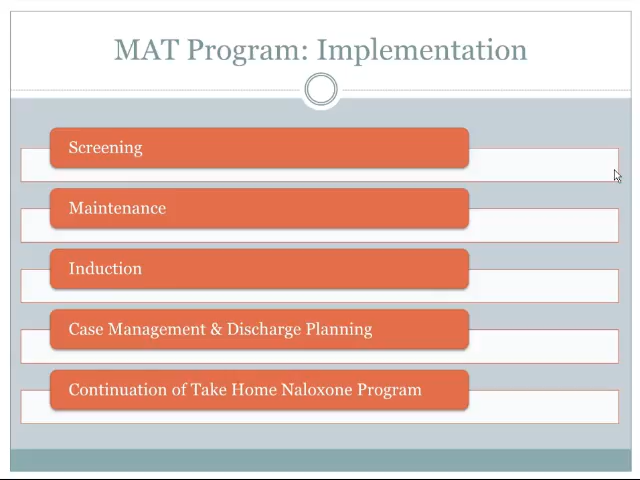 MAT Program: Implementation
Screening
Maintenance
Induction
Case Management & Discharge Planning
Continuation of Take Home Naloxone Program